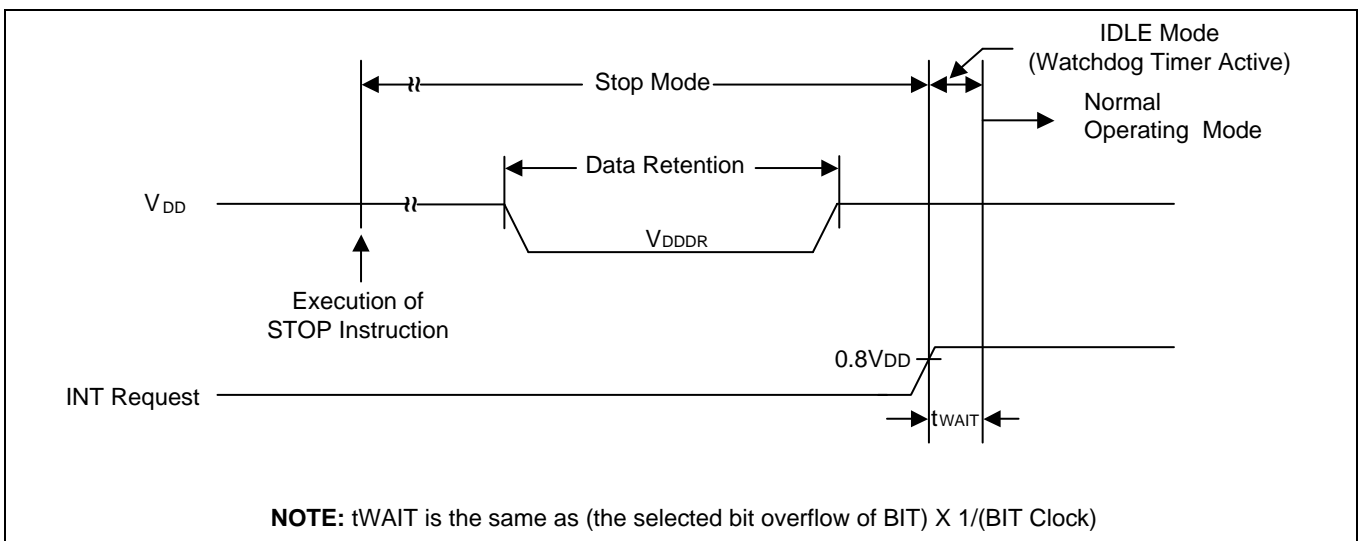 IDLE Mode
(Watchdog Timer Active)
Stop Mode
Normal
Operating Mode
Data Retention
VDD
VDDDR
Execution of
STOP Instruction
0.8VDD
INT Request
tWAIT
NOTE: tWAIT is the same as (the selected bit overflow of BIT) X 1/(BIT Clock)